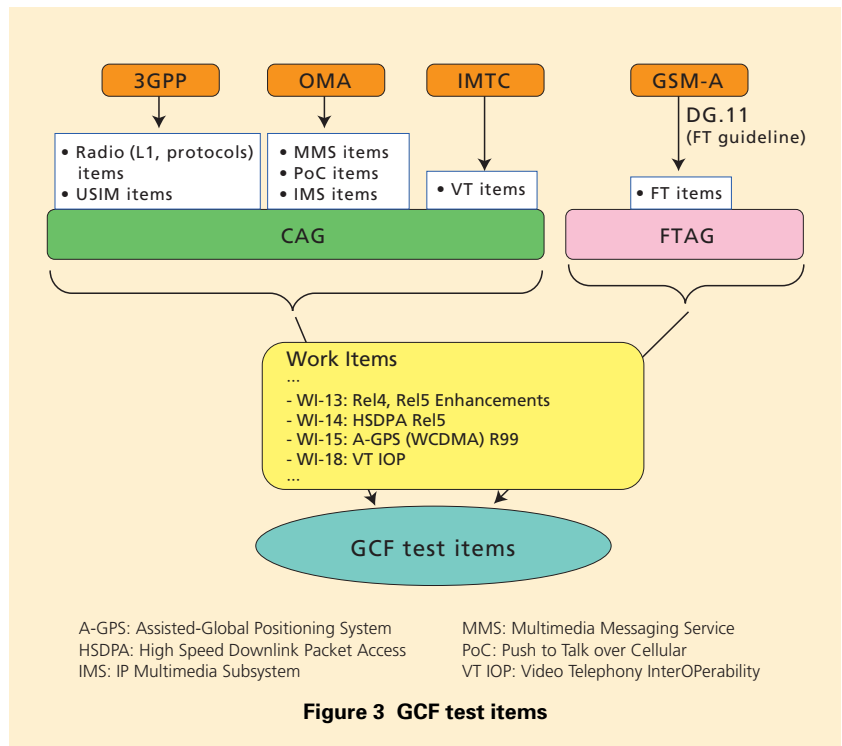 3GPP
OMA
IMTC
GSM-A
DG.11
(FT guideline)
• Radio (L1, protocols)
items
• USIM items
• MMS items
• PoC items
• IMS items
• VT items
• FT items
CAG
FTAG
Work Items
...
- WI-13: Rel4, Rel5 Enhancements
- WI-14: HSDPA Rel5
- WI-15: A-GPS (WCDMA) R99
- WI-18: VT IOP
...
GCF test items
A-GPS: Assisted-Global Positioning System
HSDPA: High Speed Downlink Packet Access
IMS: IP Multimedia Subsystem
MMS: Multimedia Messaging Service
PoC: Push to Talk over Cellular
VT IOP: Video Telephony InterOPerability
Figure 3 GCF test items